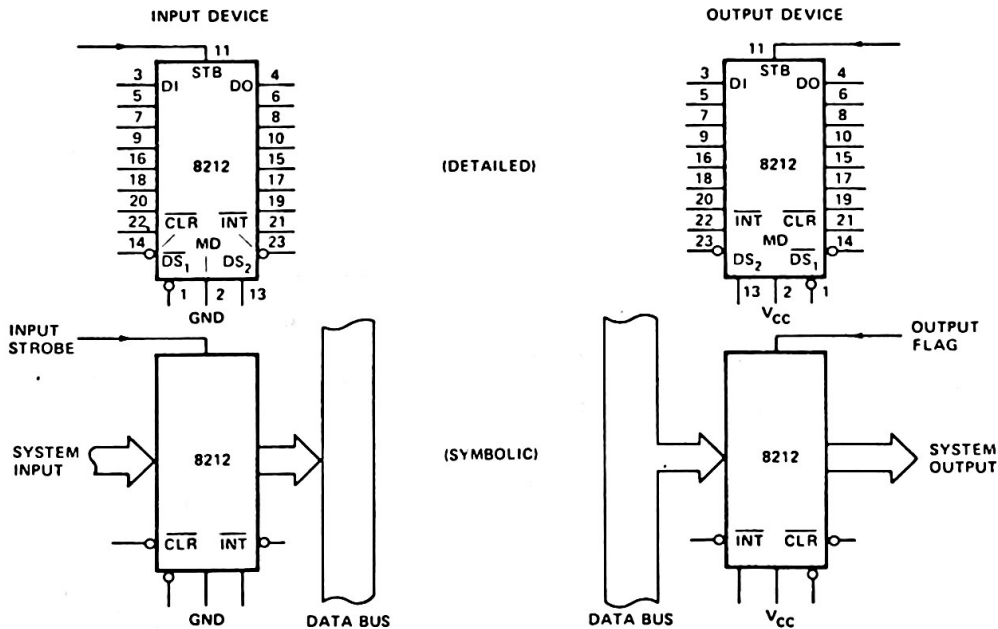 INPUT DEVICE
11
STB
3 DI DO 4
5 6
7 8
9 10
16 8212 15
18 17
20 19
22 CLR INT 21
14 MD 23
DS1 DS2
1 2 13
GND
OUTPUT DEVICE
11
STB
3 DI DO 4
5 6
7 8
9 10
16 8212 15
18 17
20 19
22 INT CLR 21
23 MD 14
DS2 DS1
13 2 1
VCC
(DETAILED)
INPUT
STROBE
SYSTEM
INPUT
8212
CLR INT
GND
DATA BUS
(SYMBOLIC)
OUTPUT
FLAG
8212
SYSTEM
OUTPUT
INT CLR
VCC
DATA BUS